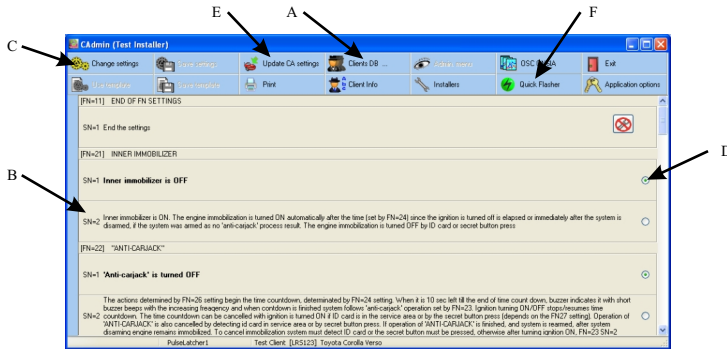 E
A
F
C
CAdmin (Test Installer)
Change settings
Save settings
Update CA settings
Clients DB ...
Exit
Print
Client Info
Installers
Quick Flasher
Application options
[FN=11] END OF FN SETTINGS
SN=1 End the settings
[FN=21] INNER IMMOBILIZER
D
SN=1 Inner immobilizer is OFF
B
SN=2 Inner immobilizer is ON. The engine immobilization is turned ON automatically after the time (set by FN=24) since the ignition is turned off is elapsed or immediately after the system is
disarmed, if the system was armed as no 'anti-carjack' process result. The engine immobilization is turned OFF by ID card or secret button press
[FN=22] "ANTI-CARJACK"
SN=1 'Anti-carjack' is turned OFF
The actions determined by FN=26 setting begin the time countdown, determinated by FN=24 setting. When it is 10 sec left till the end of time count down, buzzer indicates it with short
buzzer beeps with the increasing freaqency and when contdown is finished system follows 'anti-carjack' operation set by FN=23. Ignition turning ON/OFF stops/resumes time
SN=2 countdown. The time countdown can be cancelled with ignition is turned ON if ID card is in the service area or by the secret button press (depends on the FN27 setting). Operation of
'ANTI-CARJACK' is also cancelled by detecting id card in service area or by secret button press. If operation of 'ANTI-CARJACK' is finished, and system is rearmed, after system
disarming engine remains immobilized. To cancel immobilization system must detect ID card or the secret button must be pressed, otherwise after turning ignition ON, FN=23 SN=2
PulseLatcher1
Test Client [LRS123] Toyota Corolla Verso